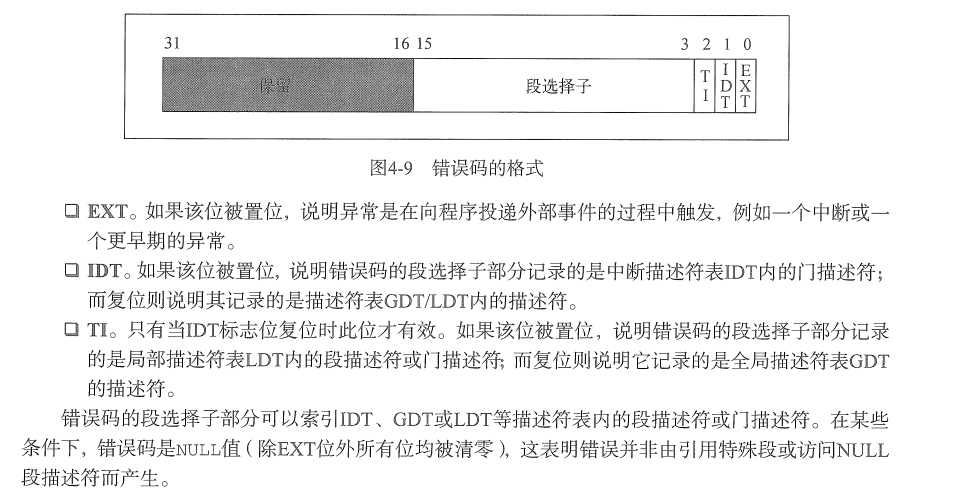 31 16 15 3 2 1 0
保留 段选择子 TI IDT EXT
图4-9 错误码的格式
❑ EXT。如果该位被置位，说明异常是在向程序投递外部事件的过程中触发，例如一个中断或一
个更早期的异常。
❑ IDT。如果该位被置位，说明错误码的段选择子部分记录的是中断描述符表IDT内的门描述符；
而复位则说明其记录的是描述符表GDT/LDT内的描述符。
❑ TI。只有当IDT标志位复位时此位才有效。如果该位被置位，说明错误码的段选择子部分记录
的是局部描述符表LDT内的段描述符或门描述符；而复位则说明它记录的是全局描述符表GDT
的描述符。
错误码的段选择子部分可以索引IDT、GDT或LDT等描述符表内的段描述符或门描述符。在某些
条件下，错误码是NULL值（除EXT位外所有位均被清零），这表明错误并非由引用特殊段或访问NULL
段描述符而产生。